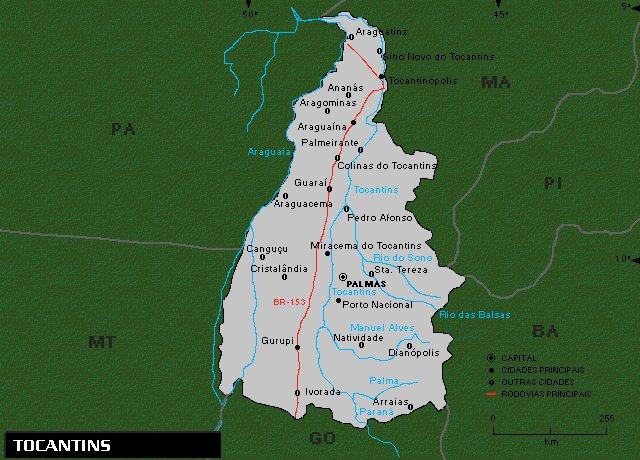 50°
45°
5°
Araguatins
Sitro Novo do Tocantins
Tocantinópolis
MA
Ananás
Aragominas
Araguaína
PA
Palmeirante
Araguaia
Colinas do Tocantins
Guaraí
Tocantins
PI
Araguacema
Pedro Afonso
Miracema do Tocantins
Canguçu
Rio do Sono
10°
Cristalândia
Sta. Tereza
PALMAS
Tocantins
BR-153
Porto Nacional
Rio das Balsas
Manuel Alves
BA
MT
Gurupi
Natividade
Dianópolis
CAPITAL
CIDADES PRINCIPAIS
Palma
OUTRAS CIDADES
Ivorada
RODOVIAS PRINCIPAIS
Arraias
Paraná
0
255
Km
GO
TOCANTINS